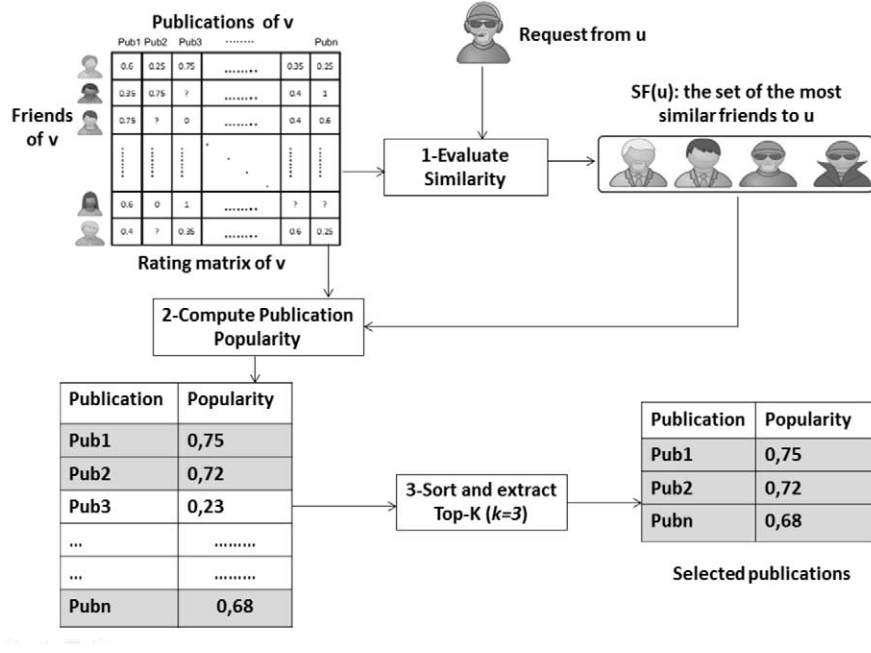 Publications of v
Pub1 Pub2 Pub3 ........ Pubn
Request from u
0.6 0.25 0.75 ........ 0.35 0.25
0.35 0.75 ? ........ 0.4 1
0.75 ? 0 ........ 0.4 0.6
Friends
of v
SF(u): the set of the most
similar friends to u
1-Evaluate
Similarity
0.6 0 1 ........ ? ?
0.4 ? 0.35 ........ 0.6 0.25
Rating matrix of v
2-Compute Publication
Popularity
Publication Popularity
Pub1 0,75
Pub2 0,72
Pub3 0,23
... .........
... .........
Pubn 0,68
3-Sort and extract
Top-K (k=3)
Publication Popularity
Pub1 0,75
Pub2 0,72
Pubn 0,68
Selected publications